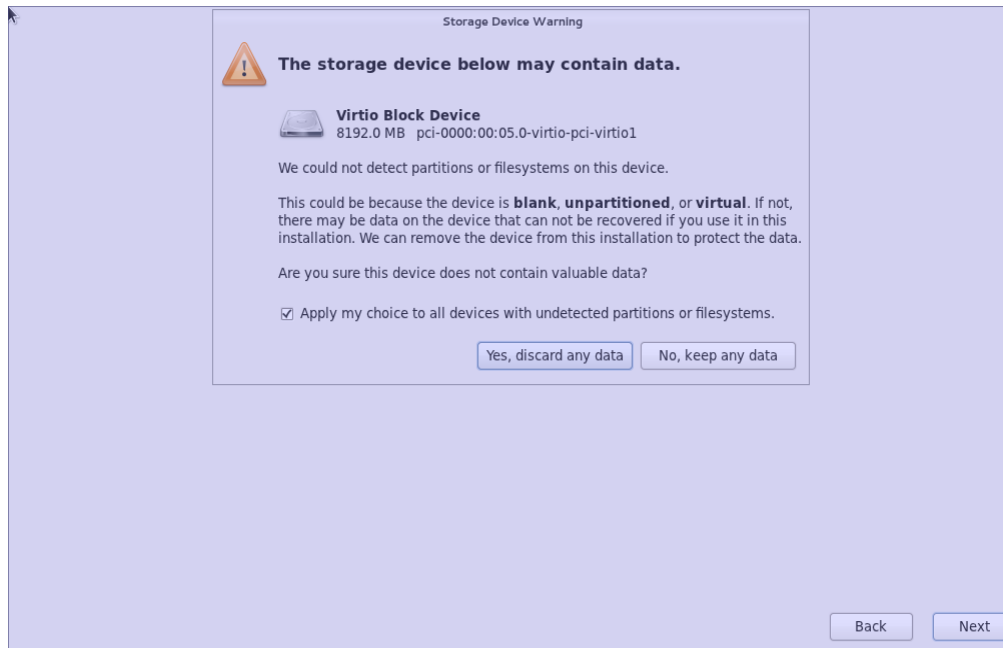 Storage Device Warning
The storage device below may contain data.
Virtio Block Device
8192.0 MB pci-0000:00:05.0-virtio-pci-virtio1
We could not detect partitions or filesystems on this device.
This could be because the device is blank, unpartitioned, or virtual. If not,
there may be data on the device that can not be recovered if you use it in this
installation. We can remove the device from this installation to protect the data.
Are you sure this device does not contain valuable data?
Apply my choice to all devices with undetected partitions or filesystems.
Yes, discard any data No, keep any data
Back Next